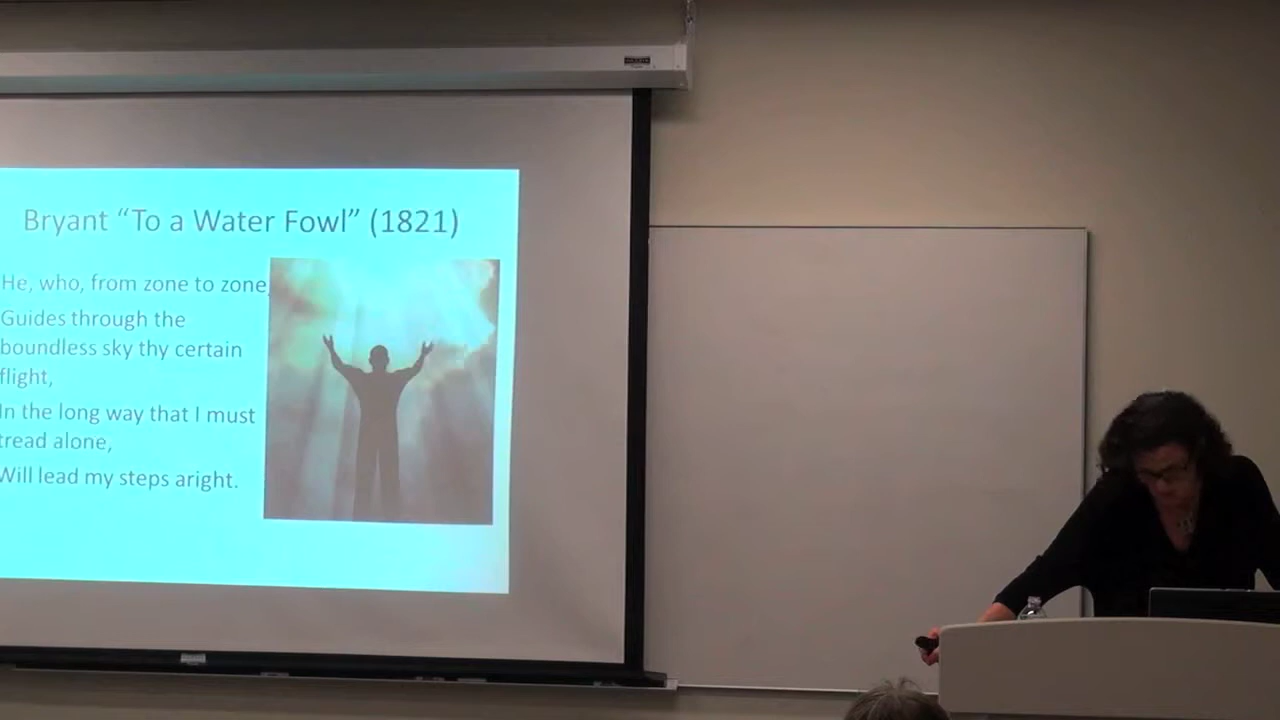 Bryant “To a Water Fowl” (1821)
He, who, from zone to zone,
Guides through the
boundless sky thy certain
flight,
In the long way that I must
tread alone,
Will lead my steps aright.